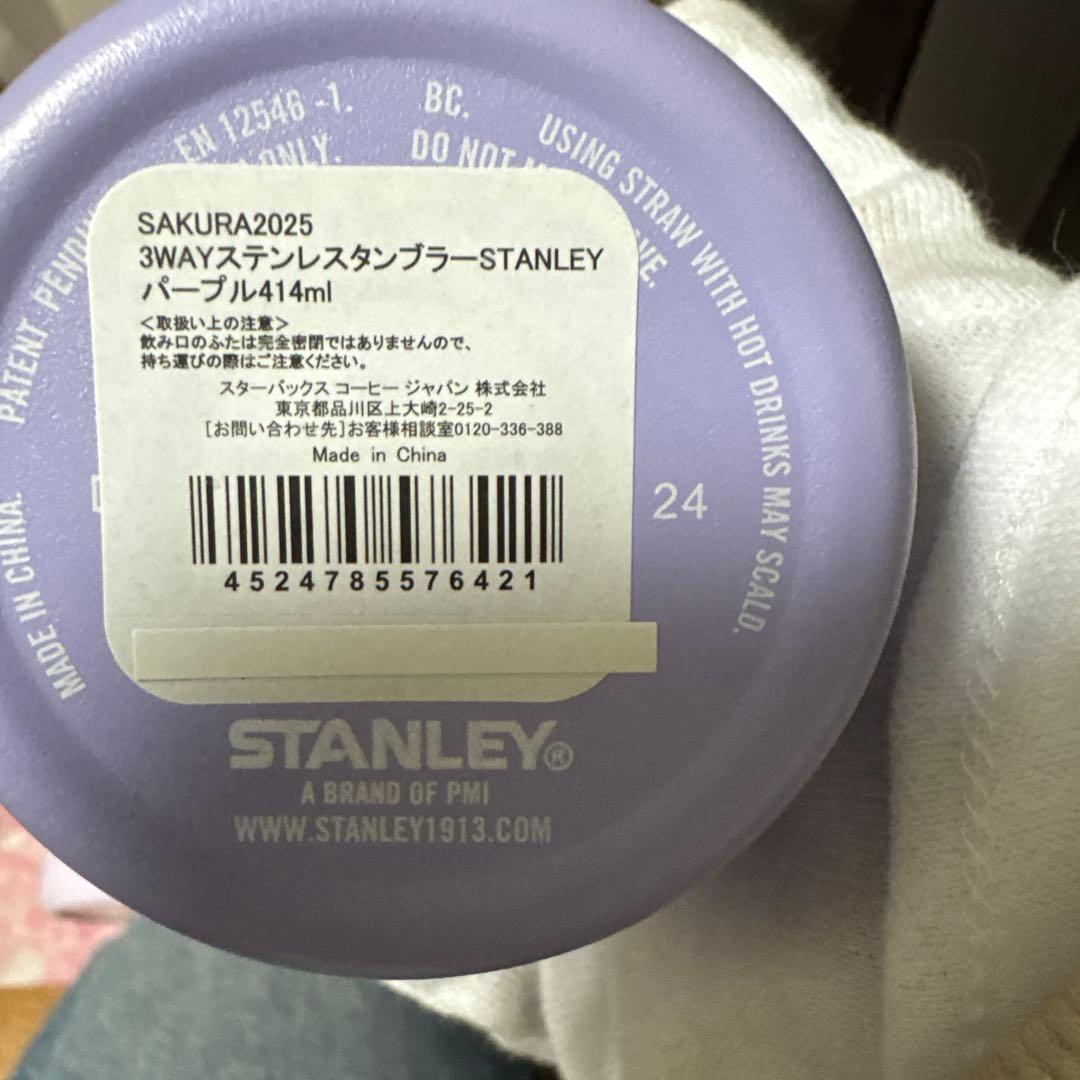 EN 12546 -1.
ONLY.
BC.
DO NOT
USING STRAW WITH HOT DRINKS MAY SCALD.
PATENT
MADE IN CHINA.
SAKURA2025
3WAYステンレスタンブラーSTANLEY
パープル414ml
<取扱い上の注意>
飲み口のふたは完全密閉ではありませんので、
持ち運びの際はご注意ください。
スターバックス コーヒー ジャパン 株式会社
東京都品川区上大崎2-25-2
[お問い合わせ先]お客様相談室0120-336-388
Made in China
4524785576421
24
STANLEY®
A BRAND OF PMI
WWW.STANLEY1913.COM